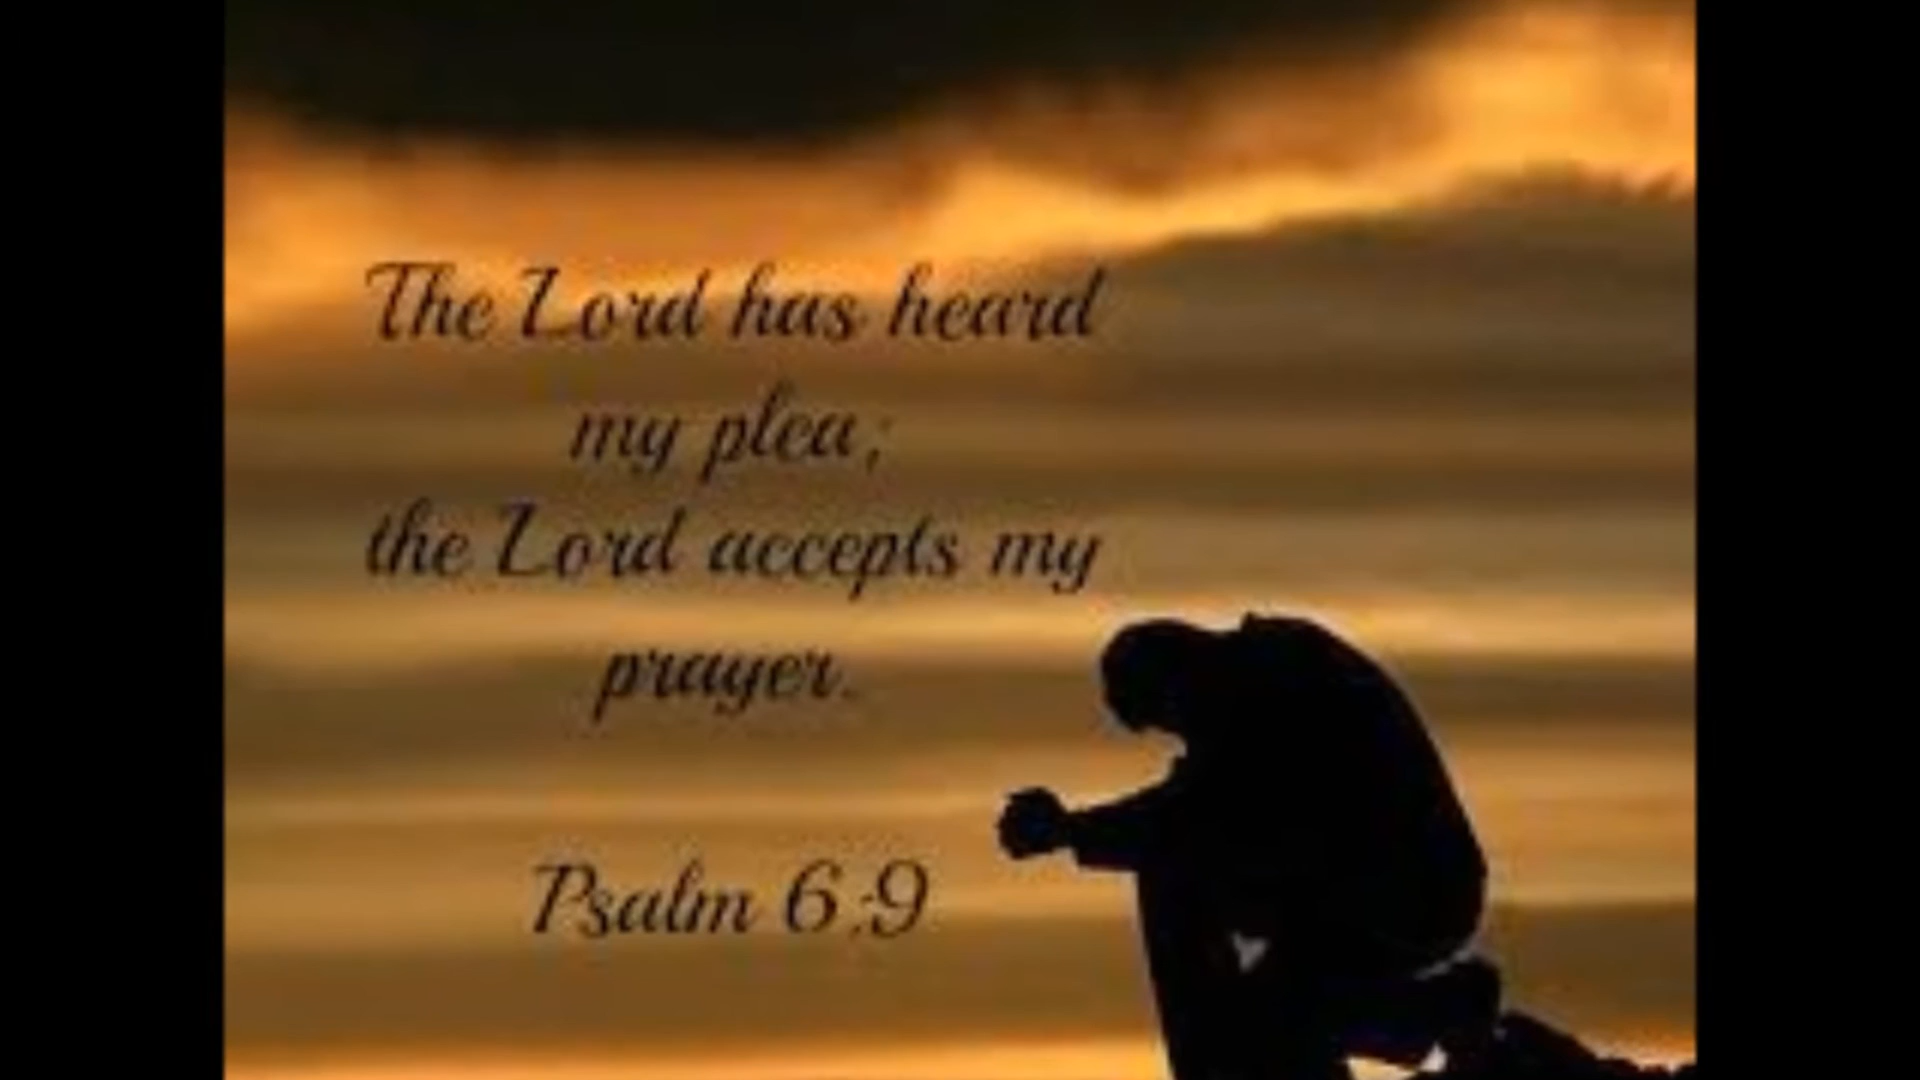 The Lord has heard
my plea;
the Lord accepts my
prayer.
Psalm 6:9